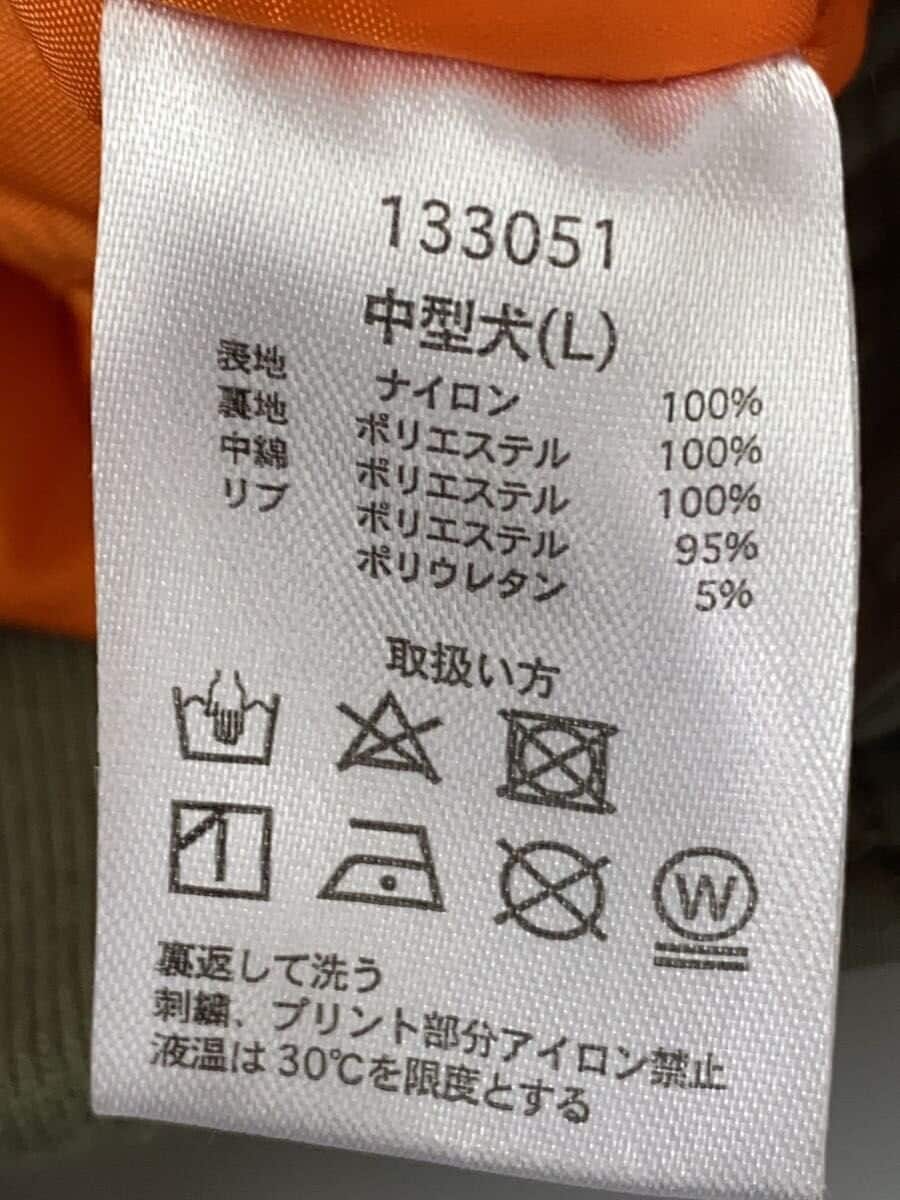 133051
中型犬(L)
表地 ナイロン 100%
裏地 ポリエステル 100%
中綿 ポリエステル 100%
リブ ポリエステル 95%
ポリウレタン 5%
取扱い方
W
裏返して洗う
刺繍、プリント部分アイロン禁止
液温は 30℃を限度とする